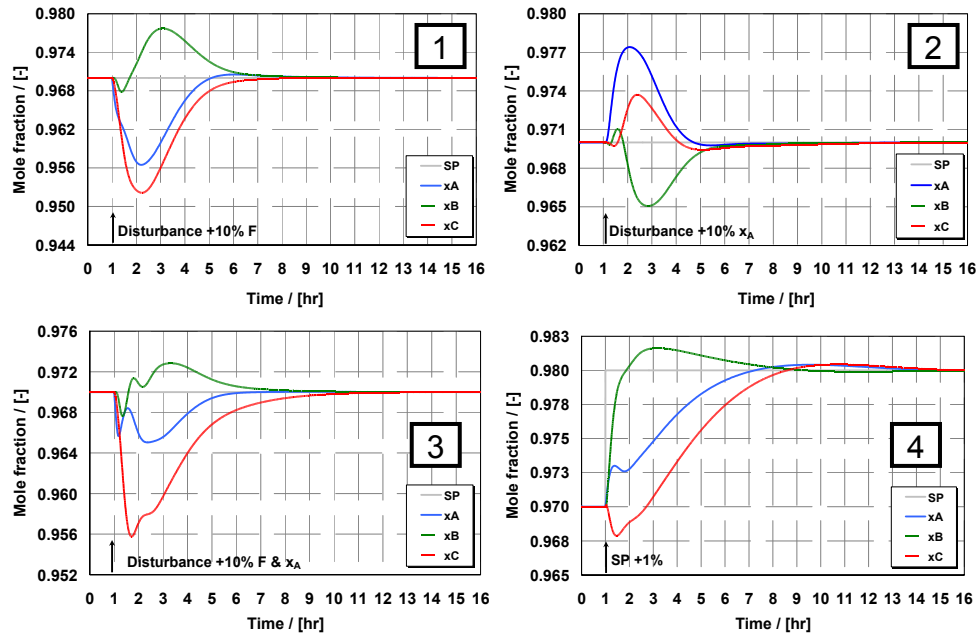 0.980
0.974
0.968
0.962
0.956
0.950
0.944
Mole fraction / [-]
1
SP
xA
xB
xC
Disturbance +10% F
0 1 2 3 4 5 6 7 8 9 10 11 12 13 14 15 16
Time / [hr]
0.980
0.977
0.974
0.971
0.968
0.965
0.962
Mole fraction / [-]
2
SP
xA
xB
xC
Disturbance +10% xA
0 1 2 3 4 5 6 7 8 9 10 11 12 13 14 15 16
Time / [hr]
0.976
0.972
0.968
0.964
0.960
0.956
0.952
Mole fraction / [-]
3
SP
xA
xB
xC
Disturbance +10% F & xA
0 1 2 3 4 5 6 7 8 9 10 11 12 13 14 15 16
Time / [hr]
0.983
0.980
0.978
0.975
0.973
0.970
0.968
0.965
Mole fraction / [-]
4
SP
xA
xB
xC
SP +1%
0 1 2 3 4 5 6 7 8 9 10 11 12 13 14 15 16
Time / [hr]